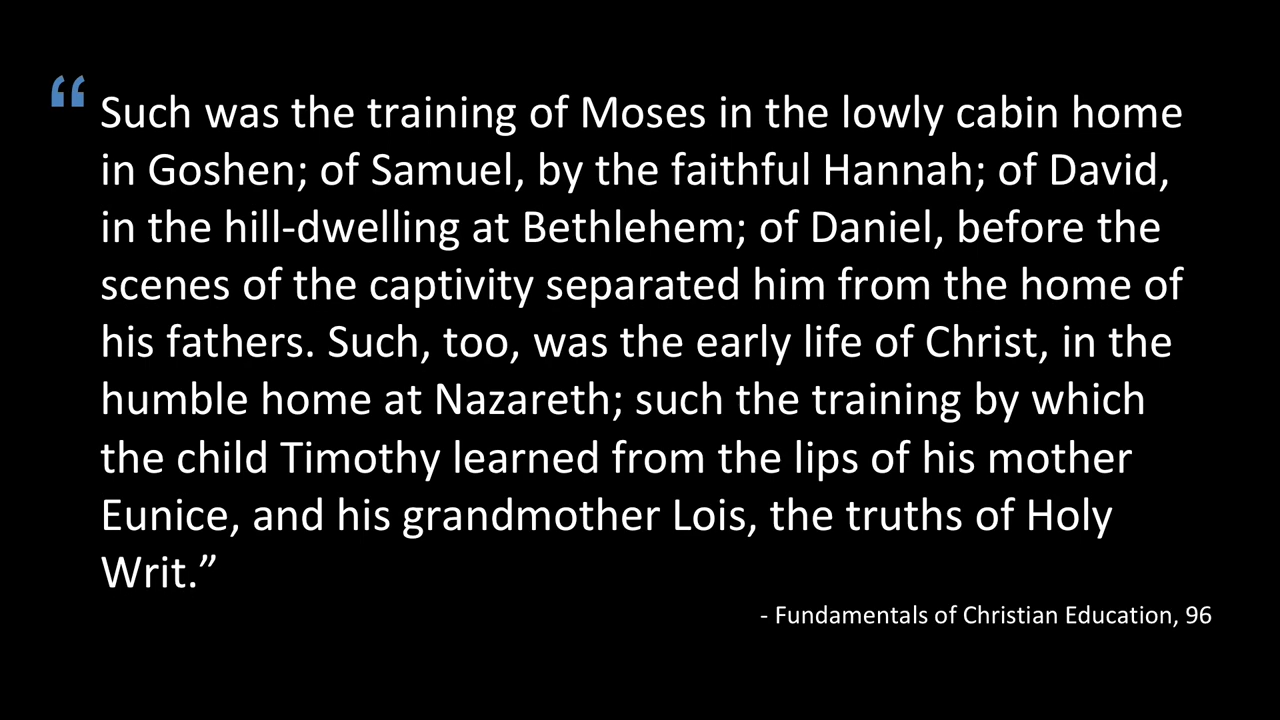 “ Such was the training of Moses in the lowly cabin home
in Goshen; of Samuel, by the faithful Hannah; of David,
in the hill-dwelling at Bethlehem; of Daniel, before the
scenes of the captivity separated him from the home of
his fathers. Such, too, was the early life of Christ, in the
humble home at Nazareth; such the training by which
the child Timothy learned from the lips of his mother
Eunice, and his grandmother Lois, the truths of Holy
Writ.”
- Fundamentals of Christian Education, 96